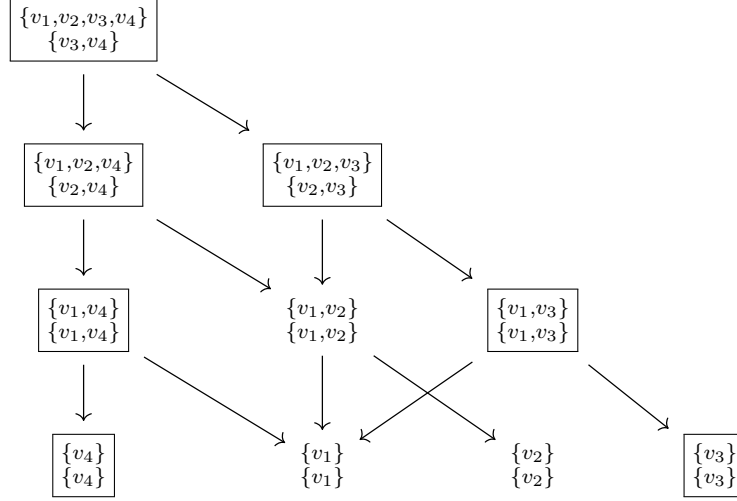 {v₁,v₂,v₃,v₄}
{v₃,v₄}
{v₁,v₂,v₄}
{v₂,v₄}
{v₁,v₂,v₃}
{v₂,v₃}
{v₁,v₄}
{v₁,v₄}
{v₁,v₂}
{v₁,v₂}
{v₁,v₃}
{v₁,v₃}
{v₄}
{v₄}
{v₁}
{v₁}
{v₂}
{v₂}
{v₃}
{v₃}